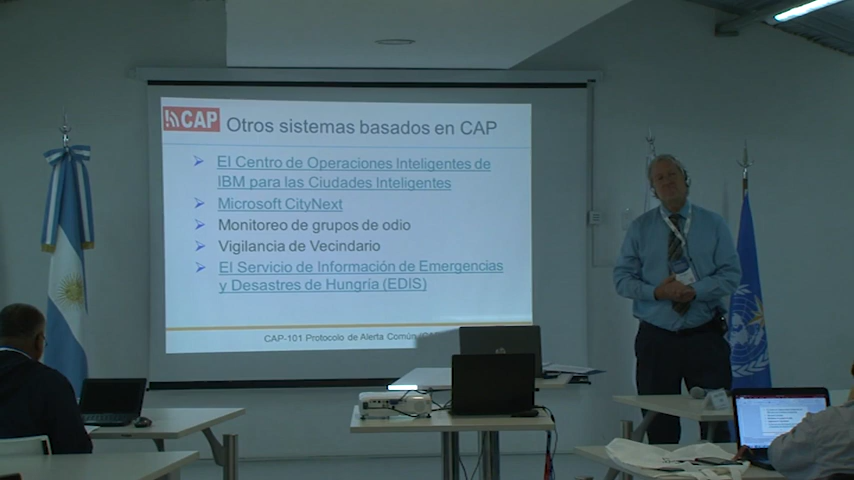 CAP
Otros sistemas basados en CAP
El Centro de Operaciones Inteligentes de
IBM para las Ciudades Inteligentes
Microsoft CityNext
Monitoreo de grupos de odio
Vigilancia de Vecindario
El Servicio de Información de Emergencias
y Desastres de Hungría (EDIS)
CAP-101 Protocolo de Alerta Común